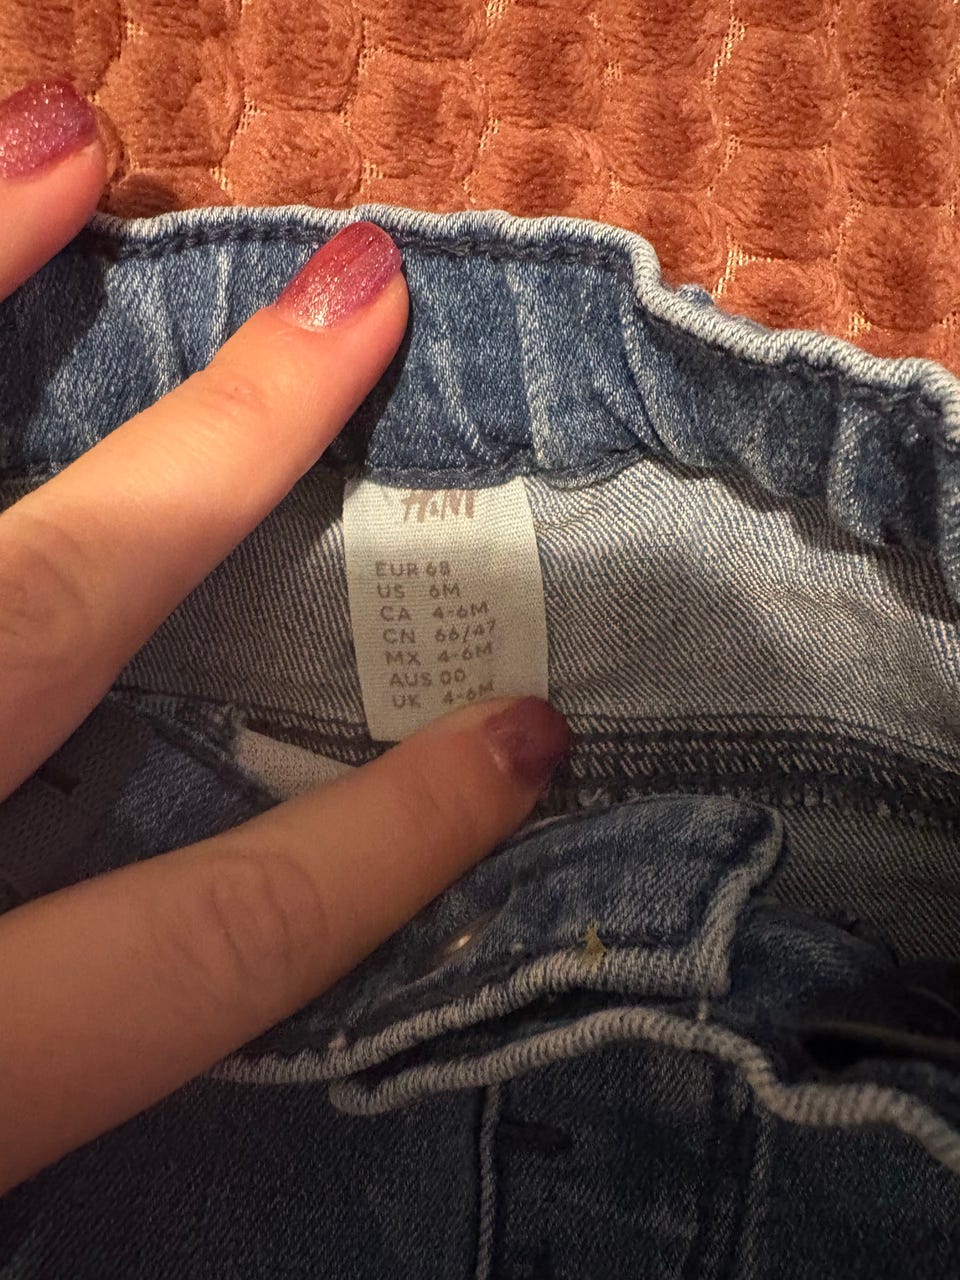 H&M
EUR 68
US 6M
CA 4-6M
CN 66/47
MX 4-6M
AUS 00
UK 4-6M